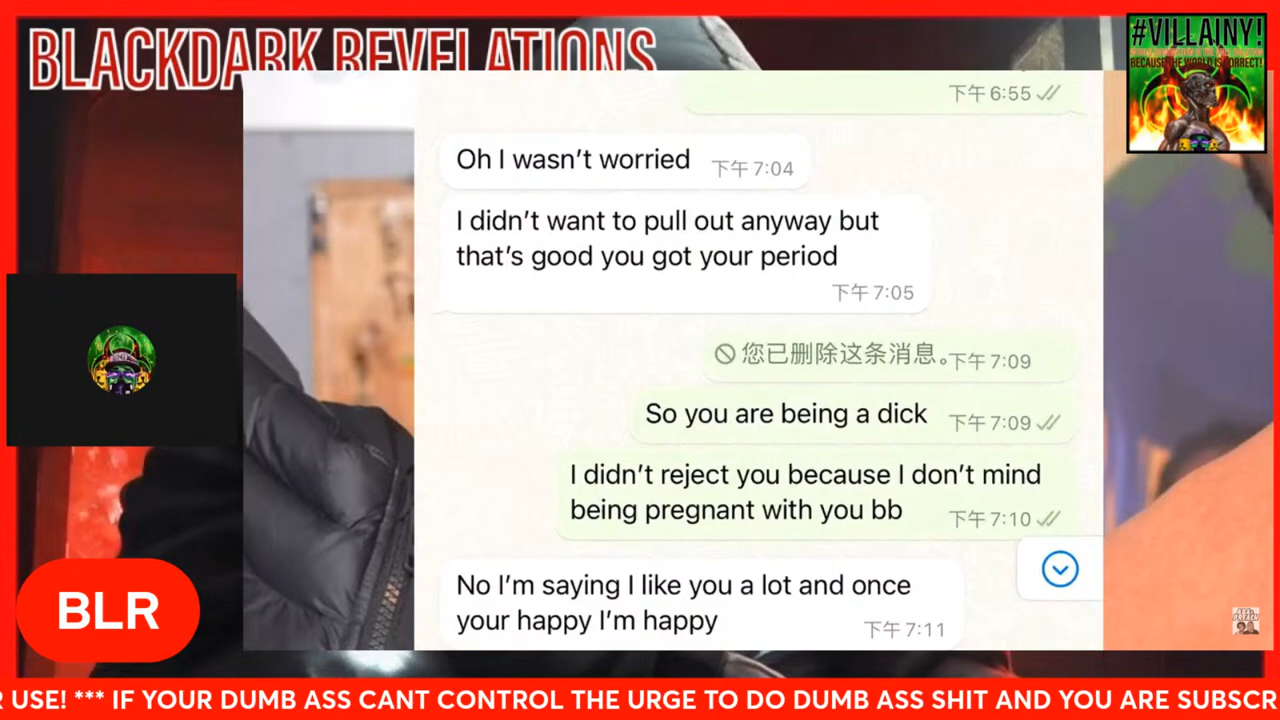 BLACKDARK REVELATIONS
#VILLAINY!
BECAUSE THE WORLD IS CORRECT!
下午 6:55
Oh I wasn't worried 下午 7:04
I didn't want to pull out anyway but
that's good you got your period
下午 7:05
您已删除这条消息。下午 7:09
So you are being a dick 下午 7:09
I didn't reject you because I don't mind
being pregnant with you bb 下午 7:10
No I'm saying I like you a lot and once
your happy I'm happy 下午 7:11
BLR
R USE! *** IF YOUR DUMB ASS CANT CONTROL THE URGE TO DO DUMB ASS SHIT AND YOU ARE SUBSCR